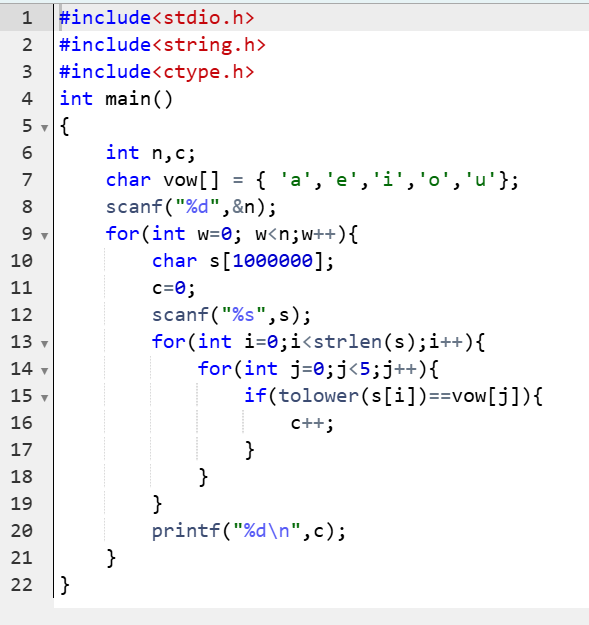 1 #include<stdio.h>
2 #include<string.h>
3 #include<ctype.h>
4 int main()
5 {
6     int n,c;
7     char vow[] = { 'a','e','i','o','u'};
8     scanf("%d",&n);
9     for(int w=0; w<n;w++){
10         char s[1000000];
11         c=0;
12         scanf("%s",s);
13         for(int i=0;i<strlen(s);i++){
14             for(int j=0;j<5;j++){
15                 if(tolower(s[i])==vow[j]){
16                     c++;
17                 }
18             }
19         }
20         printf("%d\n",c);
21     }
22 }